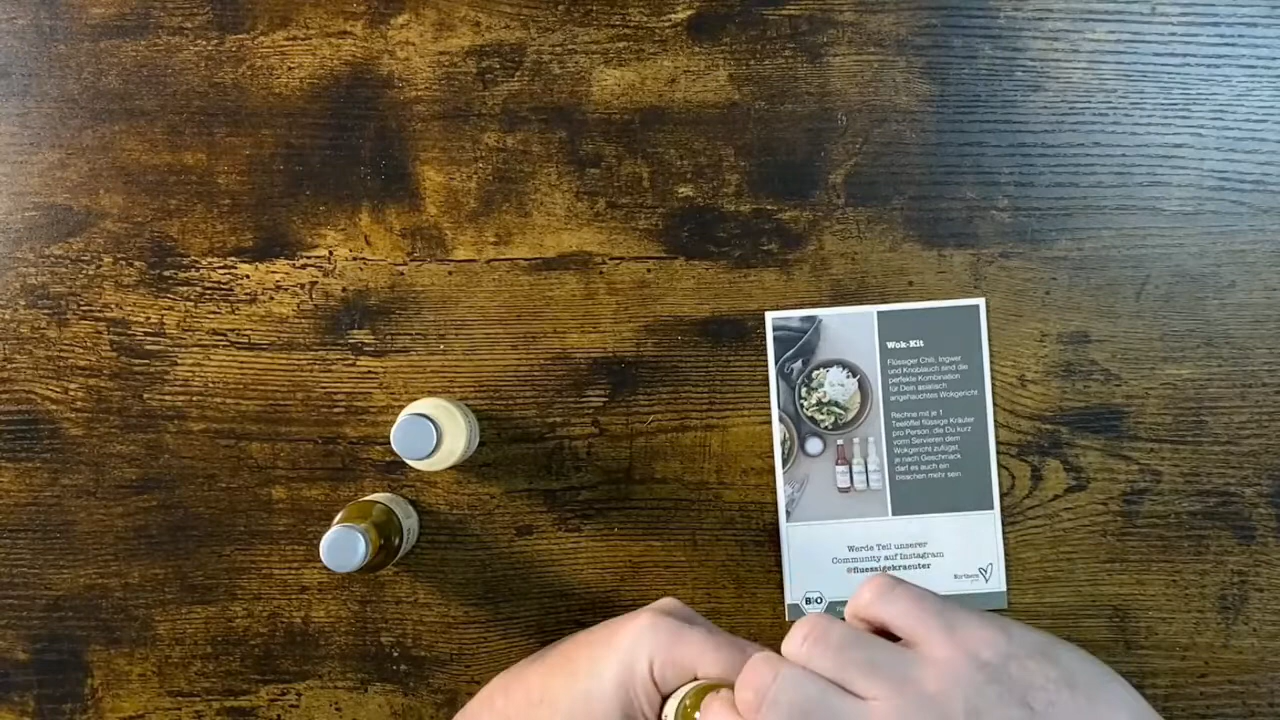 Wok-Kit
Flüssiger Chili, Ingwer
und Knoblauch sind die
perfekte Kombination
für Dein asiatisch
angehauchtes Wokgericht.
Rechne mit je 1
Teelöffel flüssige Kräuter
pro Person, die Du kurz
vorm Servieren dem
Wokgericht zufügst,
je nach Geschmack
darf es auch ein
bisschen mehr sein.
Werde Teil unserer
Community auf Instagram
@fluessigekraeuter
Northern
BIO